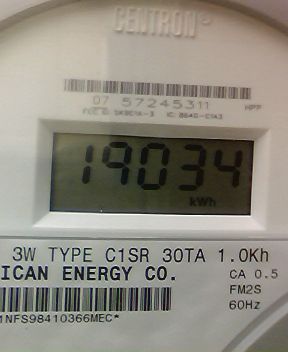 CENTRON
07 57245311
19034
kWh
3W TYPE C1SR 30TA 1.0Kh
ICAN ENERGY CO.
CA 0.5
FM2S
60Hz
1NFS98410366MEC*